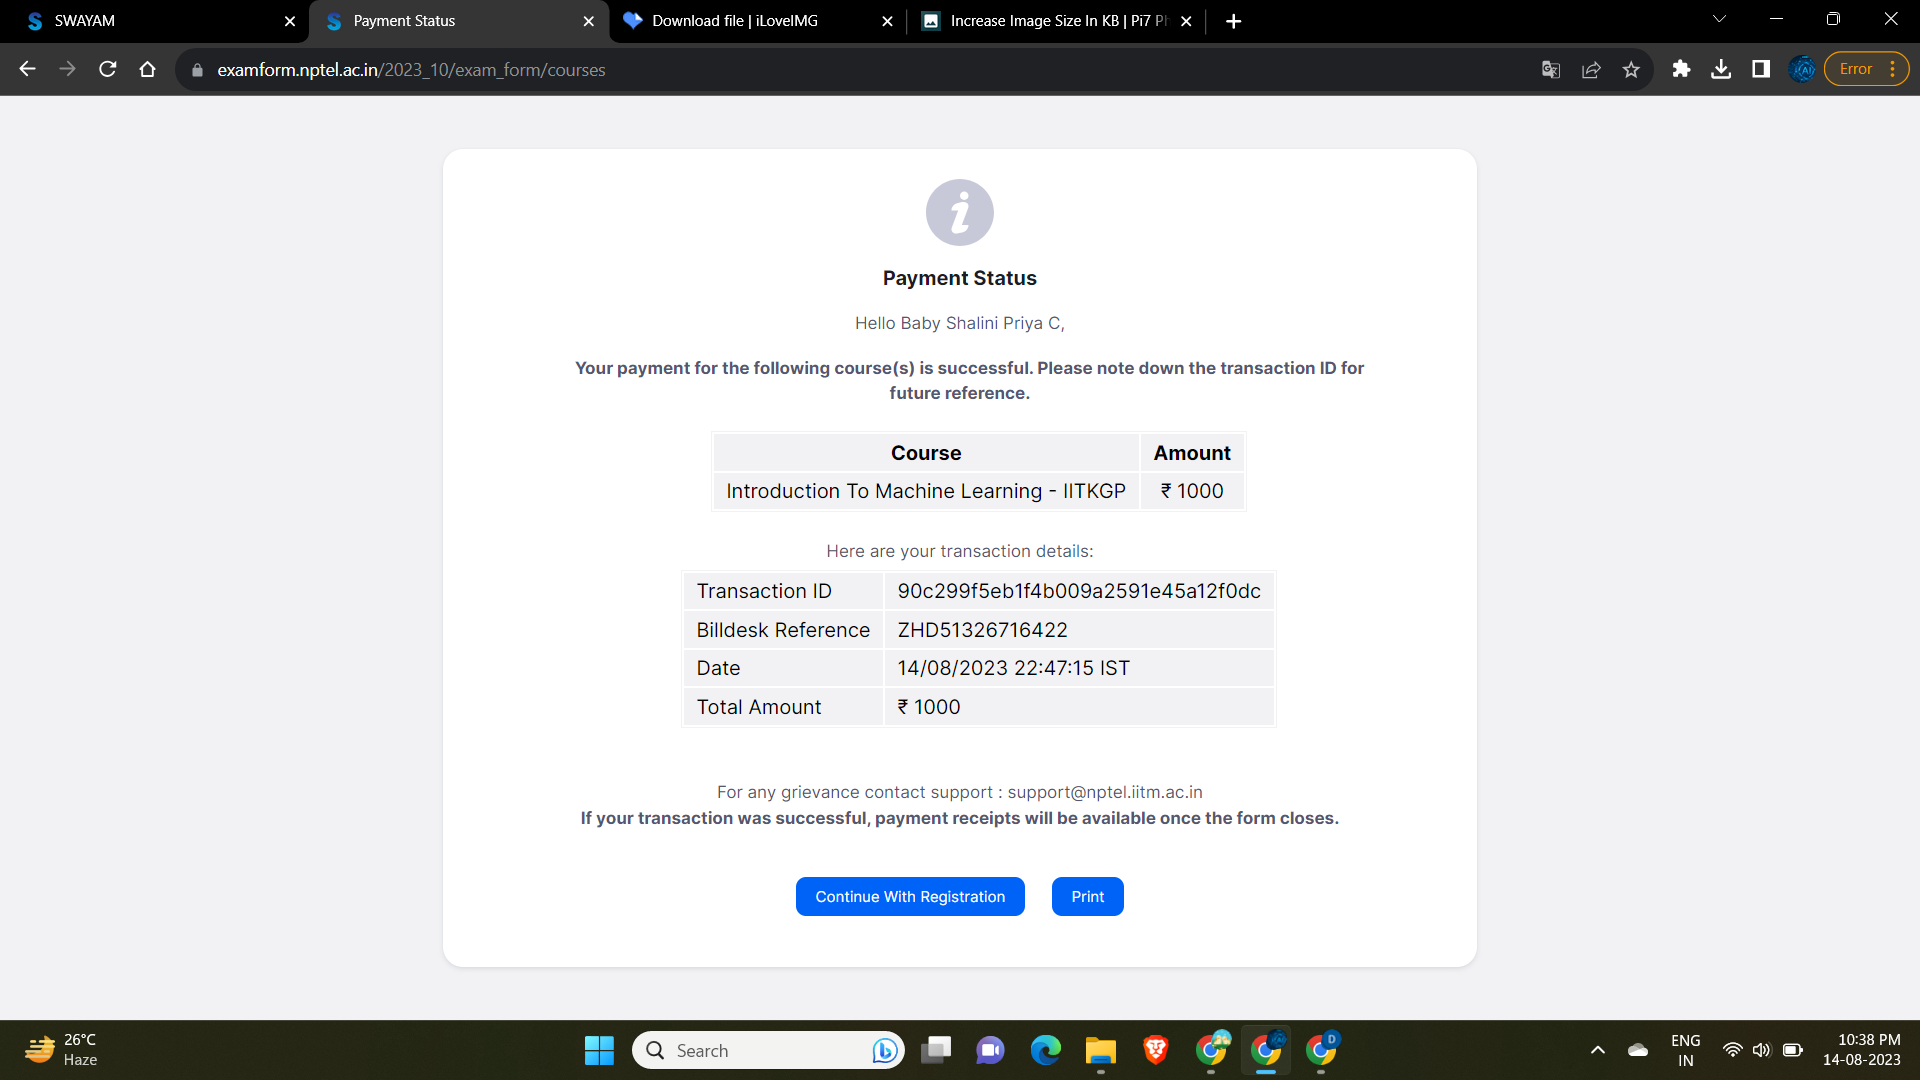 SWAYAM
Payment Status
Download file | iLoveIMG
Increase Image Size In KB | Pi7
examform.nptel.ac.in/2023_10/exam_form/courses
Error
Payment Status
Hello Baby Shalini Priya C,
Your payment for the following course(s) is successful. Please note down the transaction ID for
future reference.
Course Amount
Introduction To Machine Learning - IITKGP ₹ 1000
Here are your transaction details:
Transaction ID 90c299f5eb1f4b009a2591e45a12f0dc
Billdesk Reference ZHD51326716422
Date 14/08/2023 22:47:15 IST
Total Amount ₹ 1000
For any grievance contact support : support@nptel.iitm.ac.in
If your transaction was successful, payment receipts will be available once the form closes.
Continue With Registration Print
26°C
Haze
Search
D
ENG
IN
10:38 PM
14-08-2023